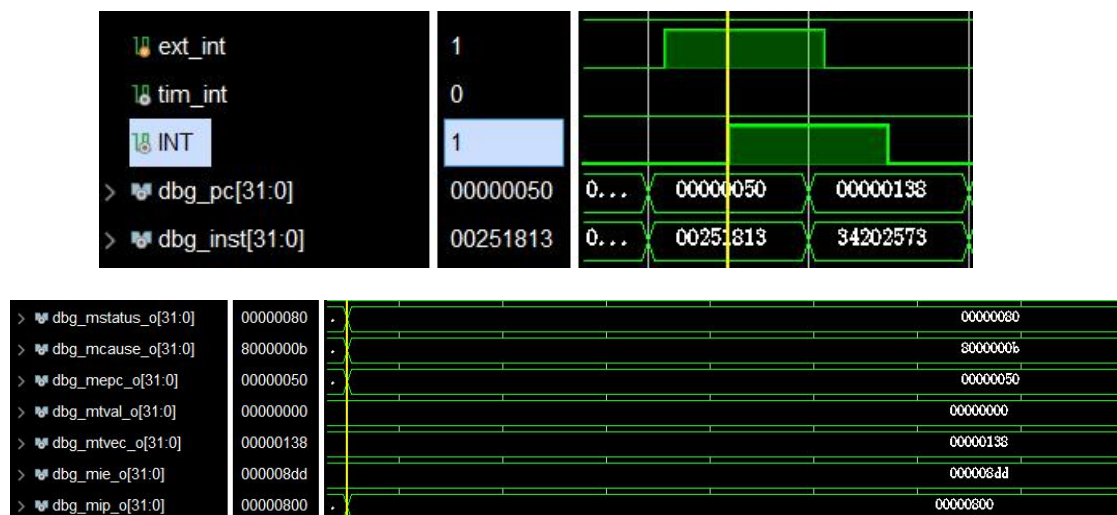 ext_int 1
tim_int 0
INT 1
dbg_pc[31:0] 00000050 0... 00000050 00000138
dbg_inst[31:0] 00251813 0... 00251813 34202573
dbg_mstatus_o[31:0] 00000080 . 00000080
dbg_mcause_o[31:0] 8000000b . 8000000b
dbg_mepc_o[31:0] 00000050 . 00000050
dbg_mtval_o[31:0] 00000000 00000000
dbg_mtvec_o[31:0] 00000138 00000138
dbg_mie_o[31:0] 000008dd 000008dd
dbg_mip_o[31:0] 00000800 . 00000800